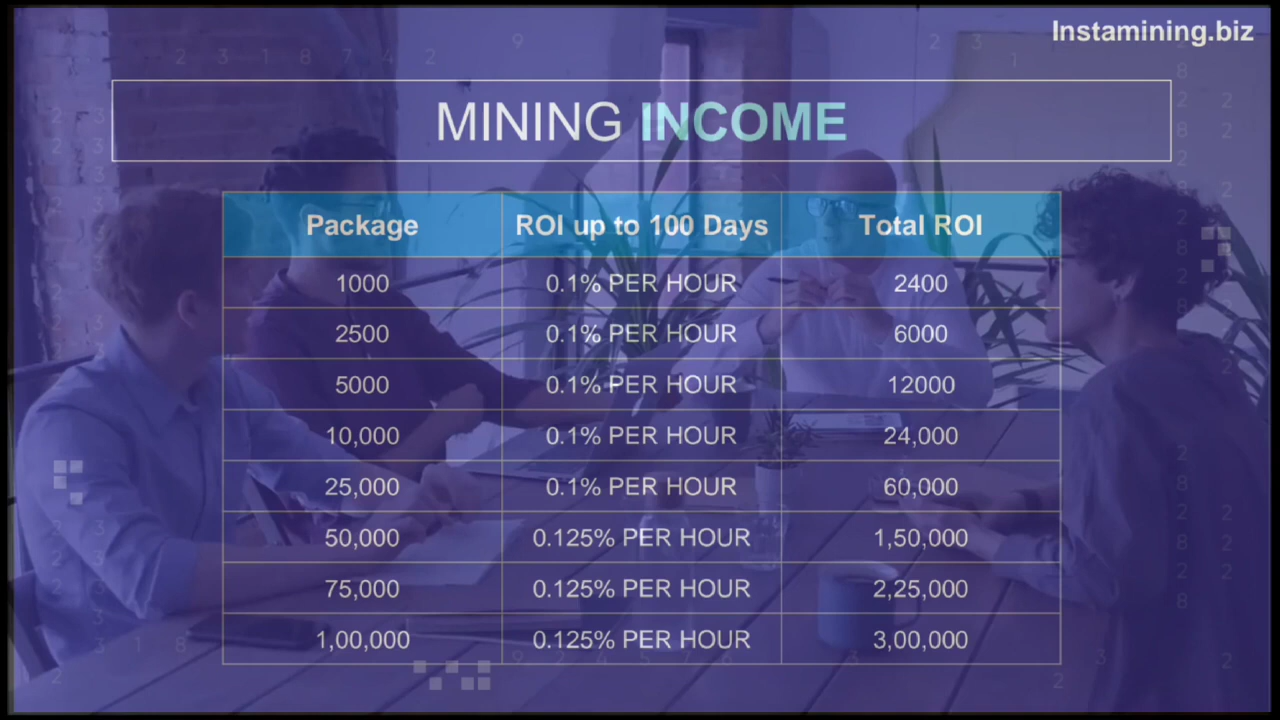 Instamining.biz
MINING INCOME
Package ROI up to 100 Days Total ROI
1000 0.1% PER HOUR 2400
2500 0.1% PER HOUR 6000
5000 0.1% PER HOUR 12000
10,000 0.1% PER HOUR 24,000
25,000 0.1% PER HOUR 60,000
50,000 0.125% PER HOUR 1,50,000
75,000 0.125% PER HOUR 2,25,000
1,00,000 0.125% PER HOUR 3,00,000